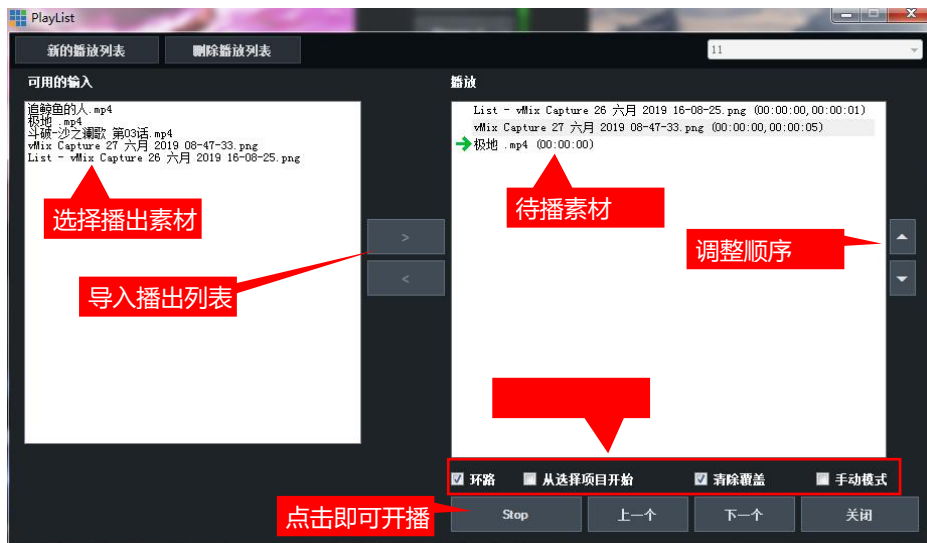 PlayList
新的播放列表
删除播放列表
11
可用的输入
播放
追鲸鱼的人.mp4
极地 .mp4
斗破-沙之澜歌 第03话.mp4
vMix Capture 27 六月 2019 08-47-33.png
List - vMix Capture 26 六月 2019 16-08-25.png
List - vMix Capture 26 六月 2019 16-08-25.png (00:00:00,00:00:01)
vMix Capture 27 六月 2019 08-47-33.png (00:00:00,00:00:05)
极地 .mp4 (00:00:00)
选择播出素材
待播素材
>
调整顺序
<
导入播出列表
环路
从选择项目开始
清除覆盖
手动模式
点击即可开播
Stop
上一个
下一个
关闭